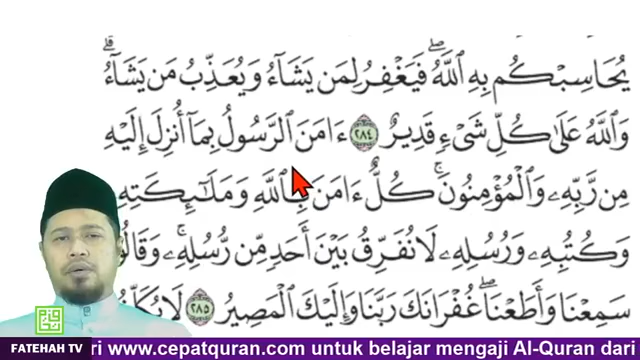 يُحَاسِبْكُم بِهِ ٱللَّهُ ۖ فَيَغْفِرُ لِمَن يَشَآءُ وَيُعَذِّبُ مَن يَشَآءُ ۗ
وَٱللَّهُ عَلَىٰ كُلِّ شَىْءٍ قَدِيرٌ ٢٨٤ ءَامَنَ ٱلرَّسُولُ بِمَآ أُنزِلَ إِلَيْهِ
مِن رَّبِّهِۦ وَٱلْمُؤْمِنُونَ ۚ كُلٌّ ءَامَنَ بِٱللَّهِ وَمَلَـٰٓئِكَتِهِۦ
وَكُتُبِهِۦ وَرُسُلِهِۦ لَا نُفَرِّقُ بَيْنَ أَحَدٍ مِّن رُّسُلِهِۦ ۚ وَقَالُوا۟
سَمِعْنَا وَأَطَعْنَا ۖ غُفْرَانَكَ رَبَّنَا وَإِلَيْكَ ٱلْمَصِيرُ ٢٨٥ لَا يُكَلِّفُ
FATEHAH TV
ri www.cepatquran.com untuk belajar mengaji Al-Quran dari